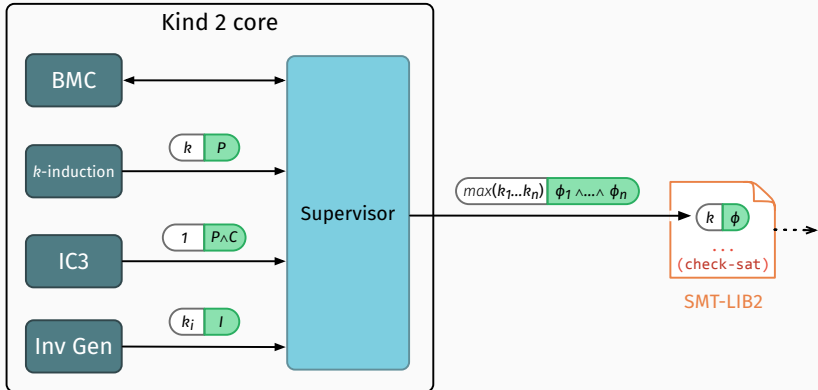 Kind 2 core
BMC
k-induction
k P
IC3
1 P∧C
Inv Gen
kᵢ I
Supervisor
max(k₁...kₙ) ϕ₁ ∧...∧ ϕₙ
k ϕ
...
(check-sat)
SMT-LIB2